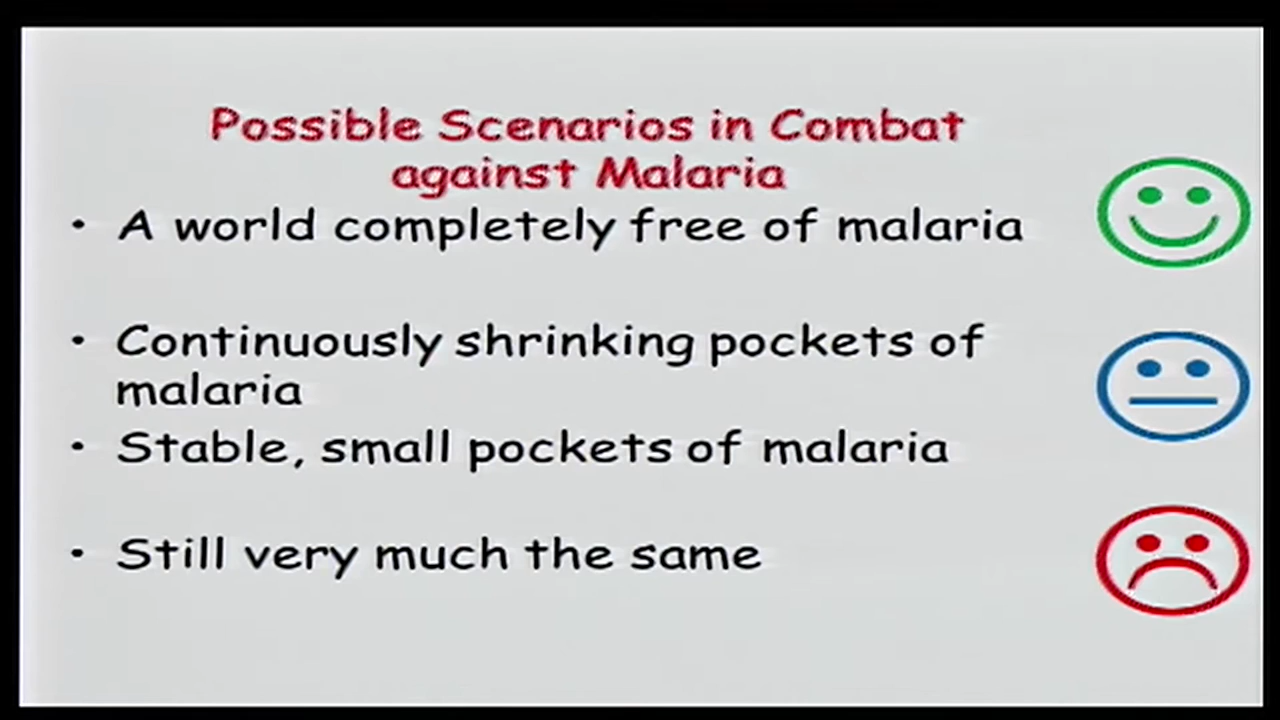 Possible Scenarios in Combat
against Malaria
• A world completely free of malaria
• Continuously shrinking pockets of
malaria
• Stable, small pockets of malaria
• Still very much the same